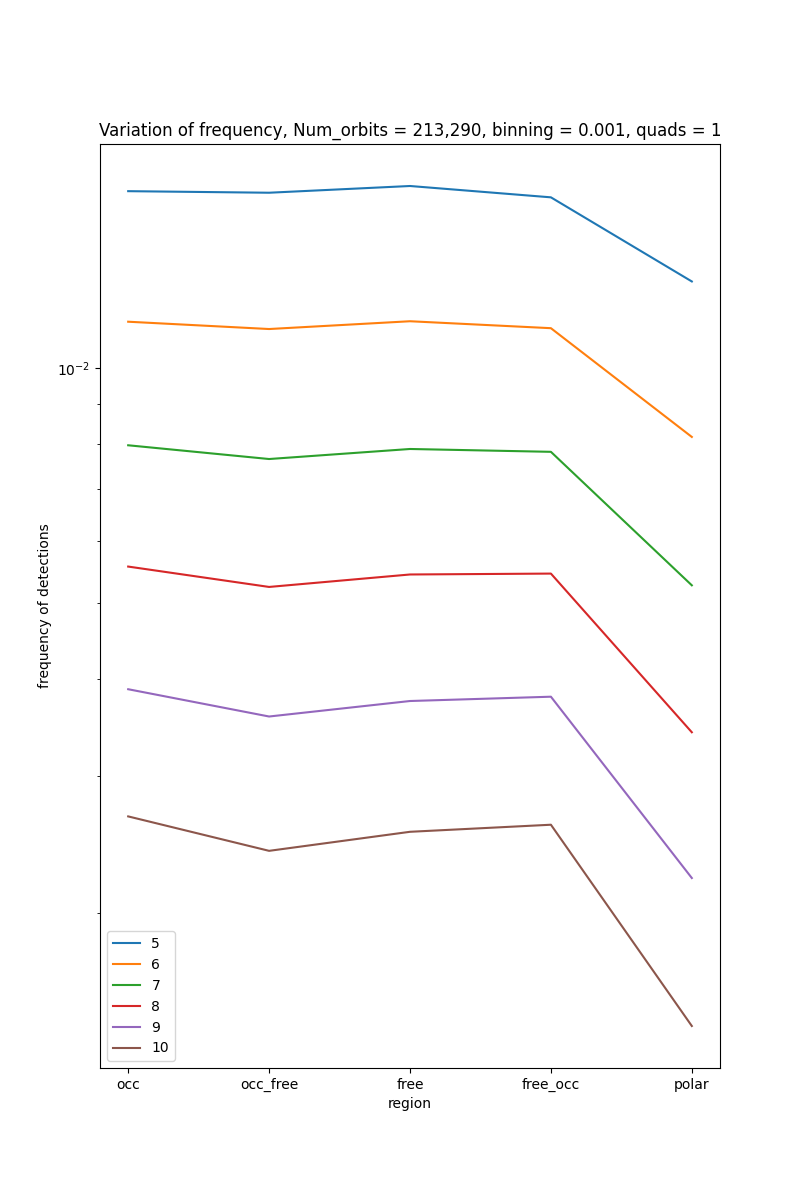 Variation of frequency, Num_orbits = 213,290, binning = 0.001, quads = 1
10⁻²
frequency of detections
5
6
7
8
9
10
occ occ_free free free_occ polar
region